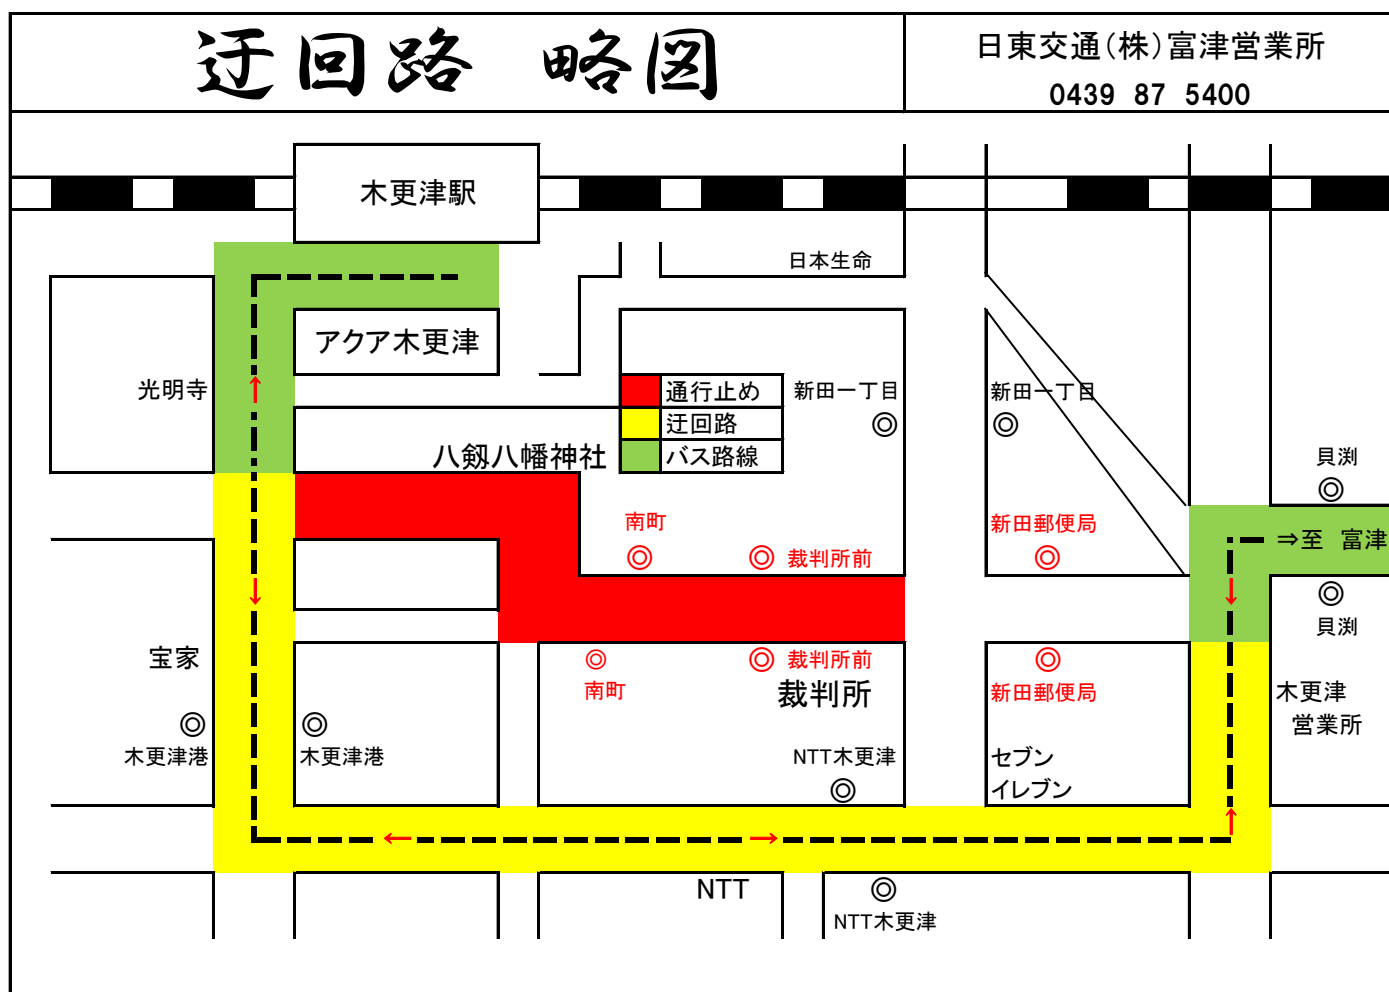 迂回路 略図
日東交通(株)富津営業所
0439 87 5400
木更津駅
日本生命
アクア木更津
光明寺
通行止め
迂回路
バス路線
新田一丁目
新田一丁目
八剱八幡神社
貝渕
南町
裁判所前
新田郵便局
⇒至 富津
貝渕
宝家
南町
裁判所前
裁判所
新田郵便局
木更津
営業所
木更津港
木更津港
NTT木更津
セブン
イレブン
NTT
NTT木更津